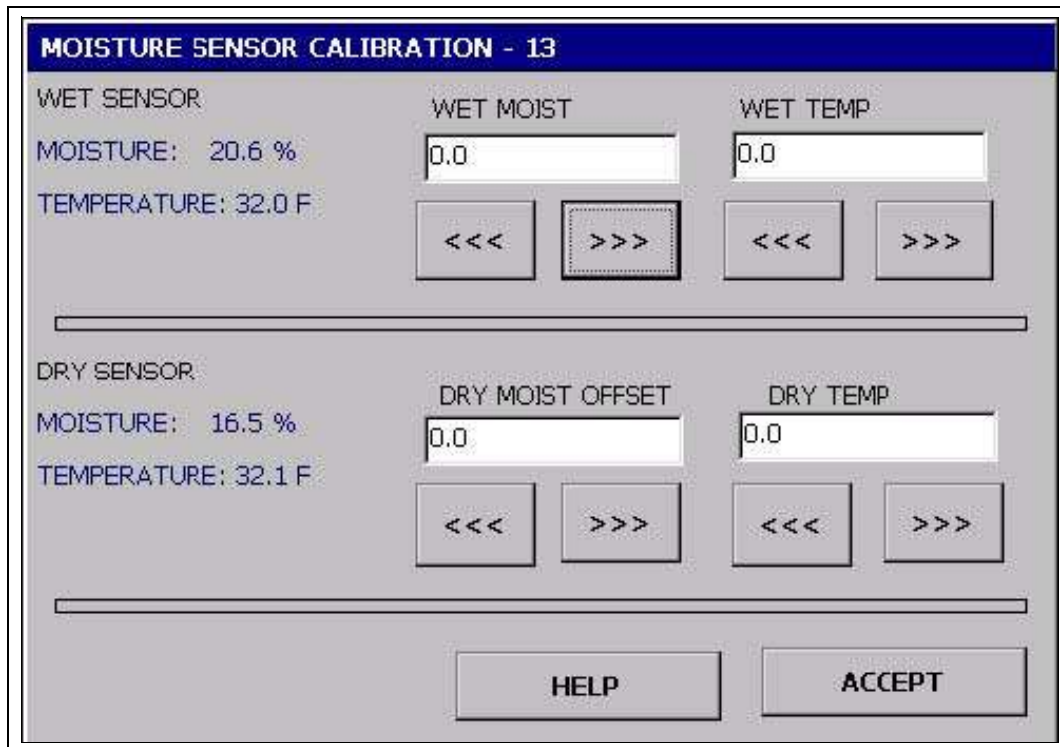 MOISTURE SENSOR CALIBRATION - 13
WET SENSOR
WET MOIST
WET TEMP
MOISTURE: 20.6 %
0.0
0.0
TEMPERATURE: 32.0 F
<<<
>>>
<<<
>>>
DRY SENSOR
DRY MOIST OFFSET
DRY TEMP
MOISTURE: 16.5 %
0.0
0.0
TEMPERATURE: 32.1 F
<<<
>>>
<<<
>>>
HELP
ACCEPT